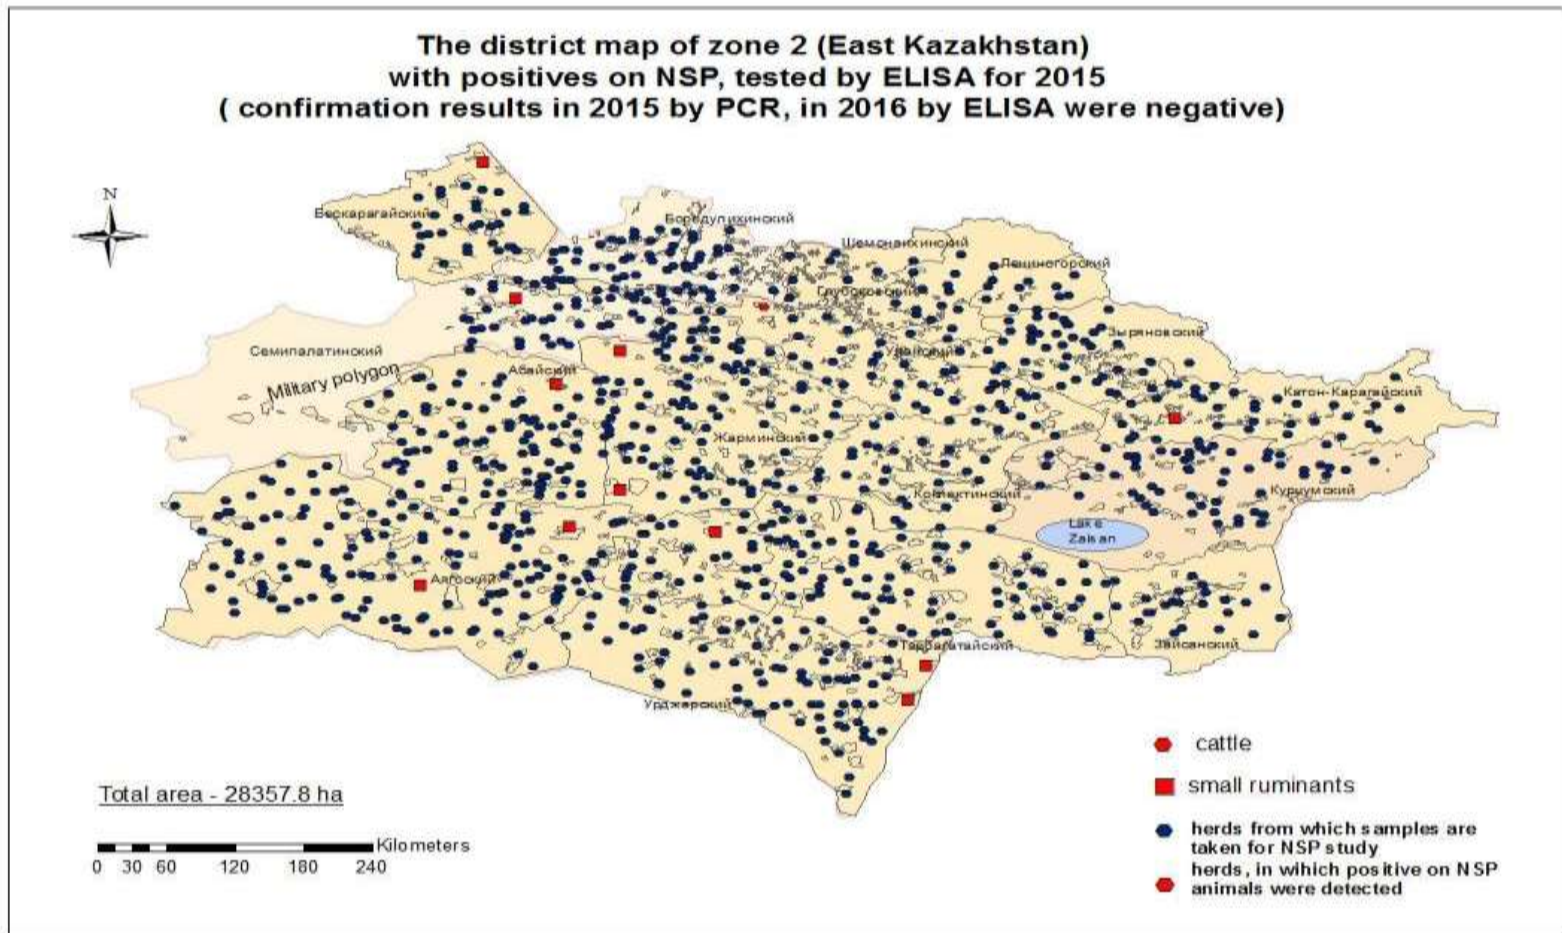 The district map of zone 2 (East Kazakhstan)
with positives on NSP, tested by ELISA for 2015
( confirmation results in 2015 by PCR, in 2016 by ELISA were negative)
N
Бескарагайский
Бородулихинский
Шемонаихинский
Лениногорский
Глубоковский
Зыряновский
Семипалатинский
Уланский
Military polygon
Абайский
Катон-Карагайский
Жарминский
Кокпектинский
Курчумский
Lake
Zaisan
Аягоский
Тарбагатайский
Зайсанский
Урджарский
cattle
small ruminants
herds from which samples are
taken for NSP study
herds, in wihich positive on NSP
animals were detected
Total area - 28357.8 ha
Kilometers
0 30 60 120 180 240